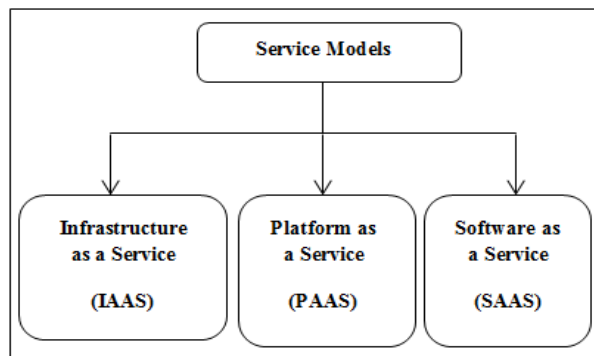 Service Models
Infrastructure
as a Service
(IAAS)
Platform as
a Service
(PAAS)
Software as
a Service
(SAAS)